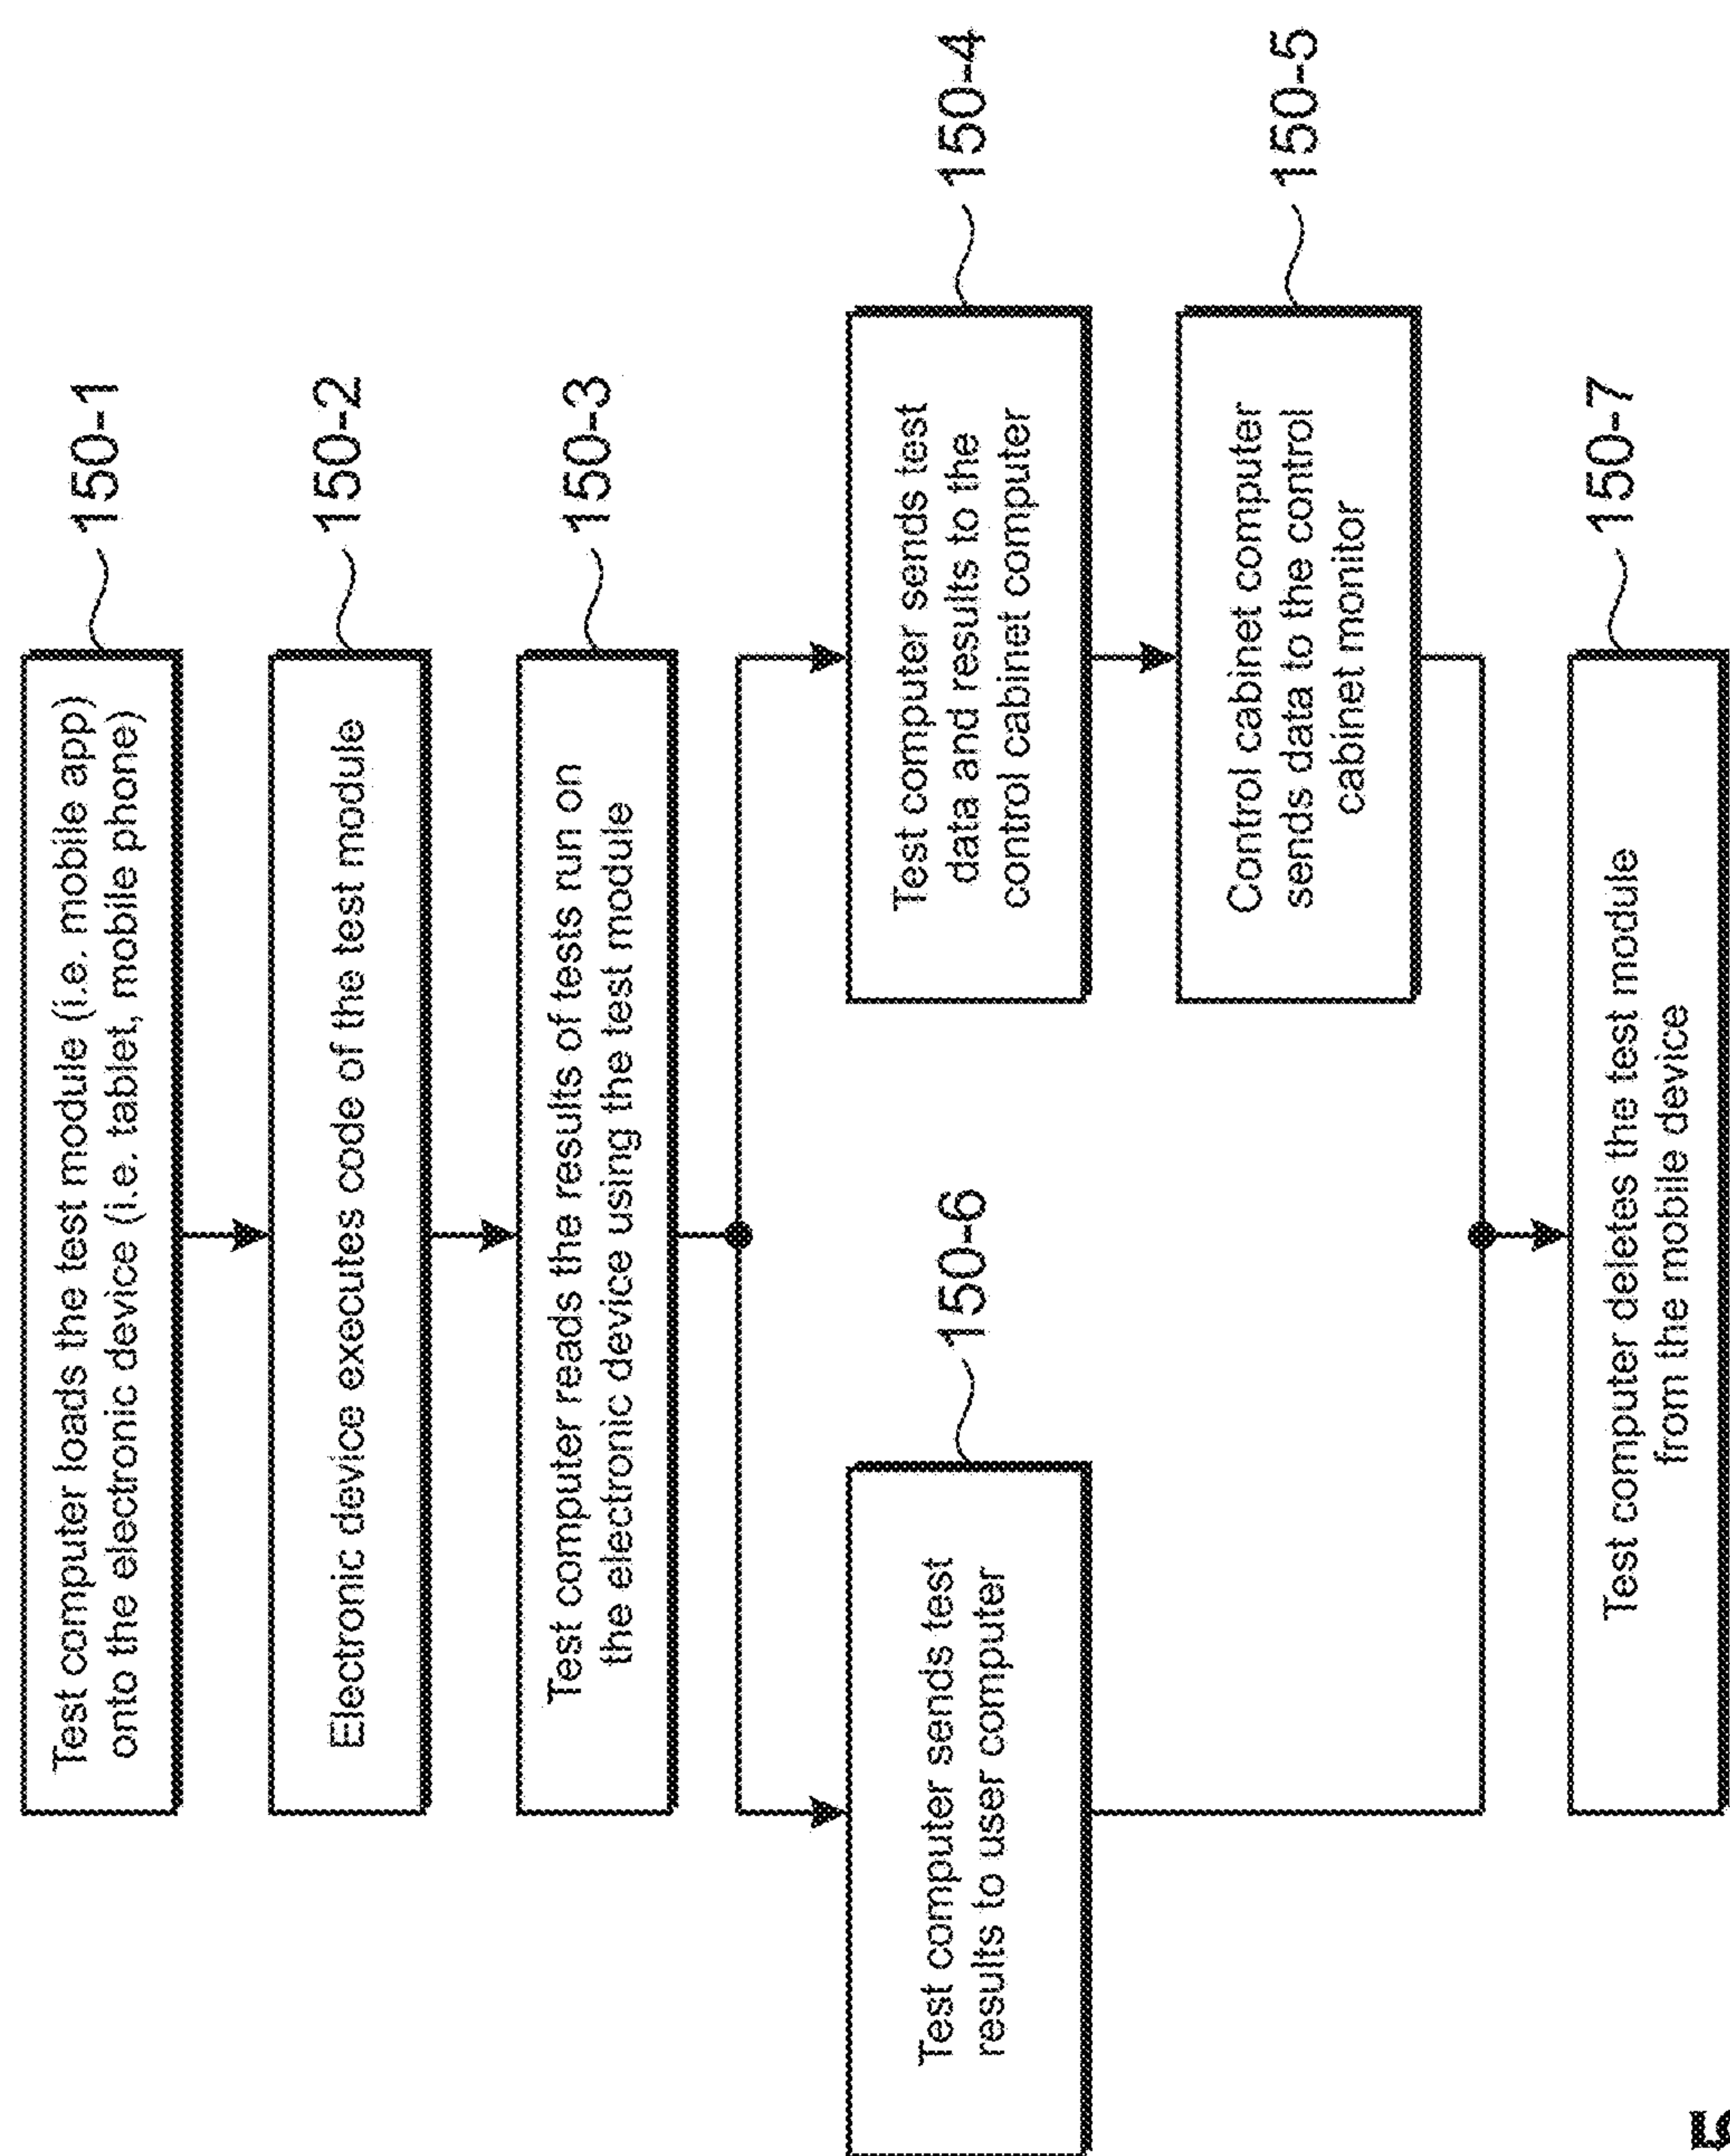 150-1
Test computer loads the test module (i.e. mobile app)
onto the electronic device (i.e. tablet, mobile phone)
150-2
Electronic device executes code of the test module
150-3
Test computer reads the results of tests run on
the electronic device using the test module
150-6
Test computer sends test
results to user computer
150-4
Test computer sends test
data and results to the
control cabinet computer
150-5
Control cabinet computer
sends data to the control
cabinet monitor
150-7
Test computer deletes the test module
from the mobile device
5